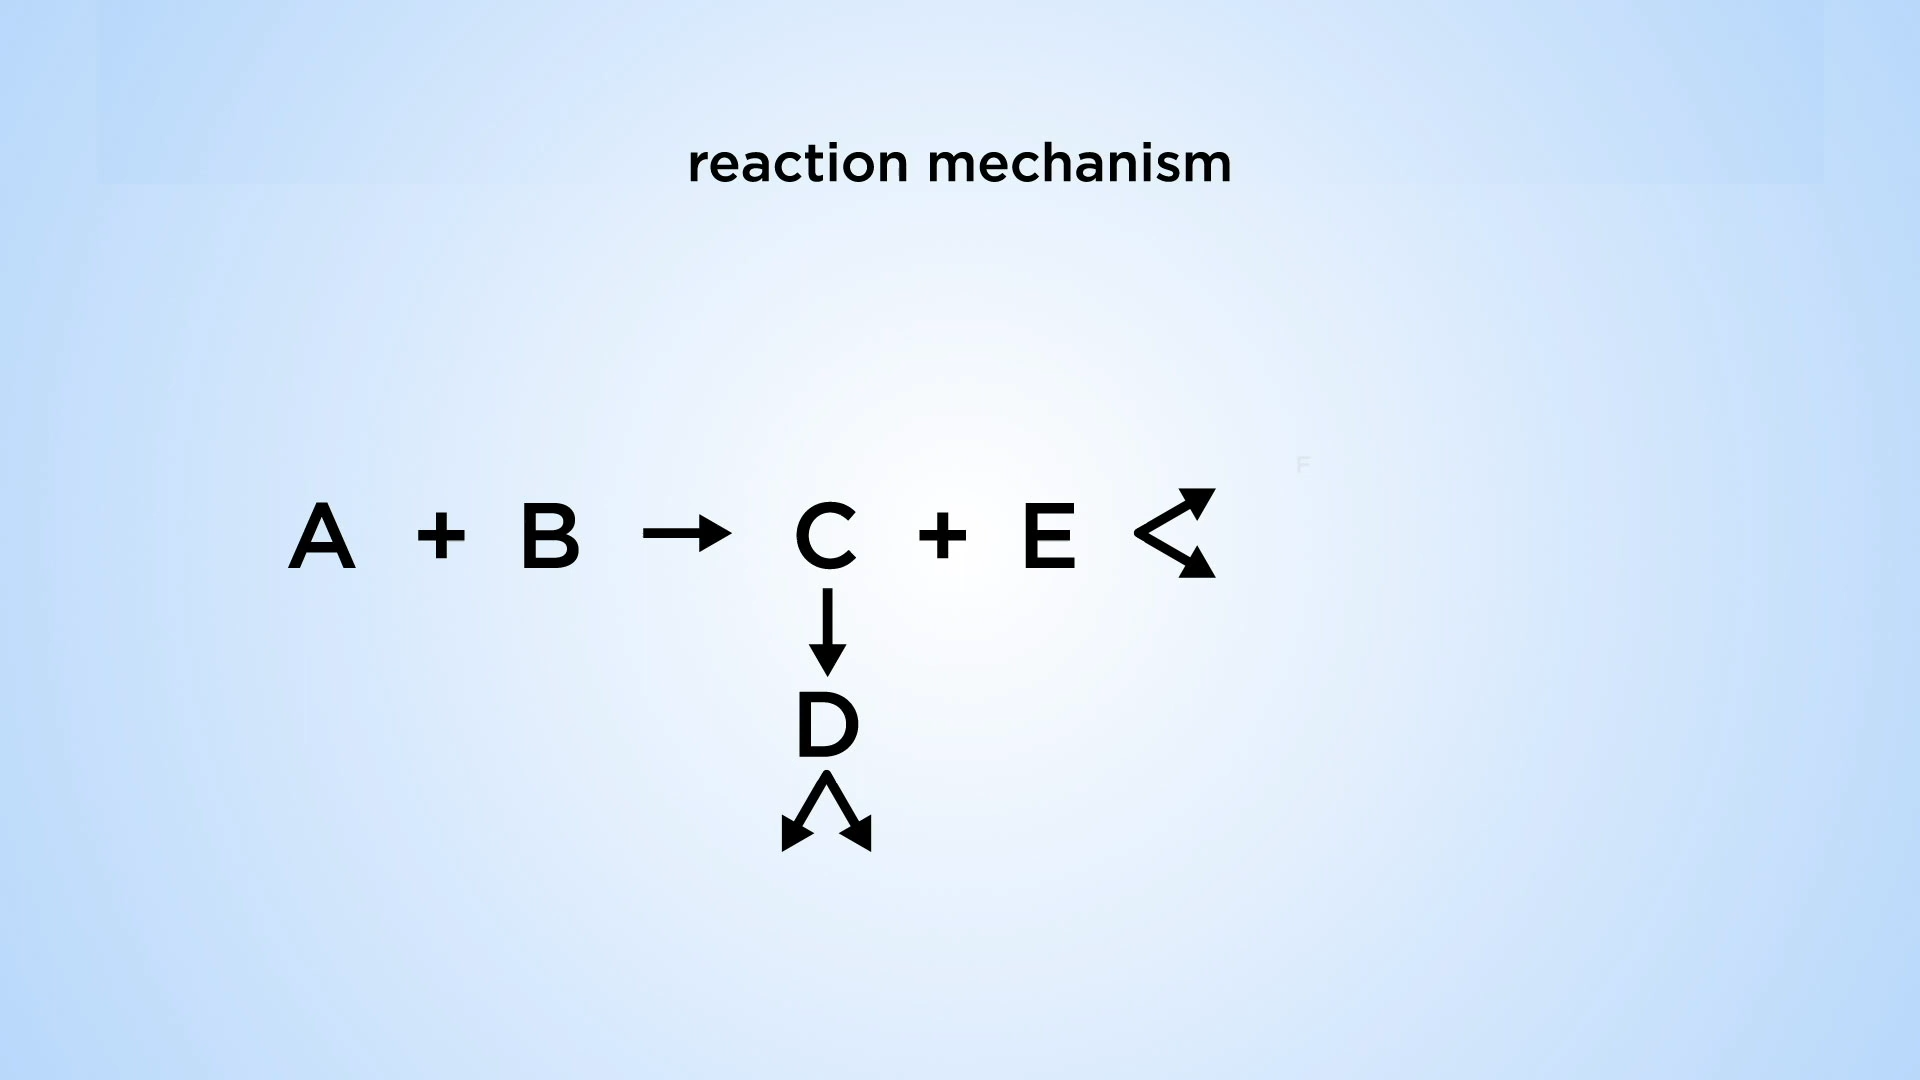 reaction mechanism
A + B → C + E
F
D